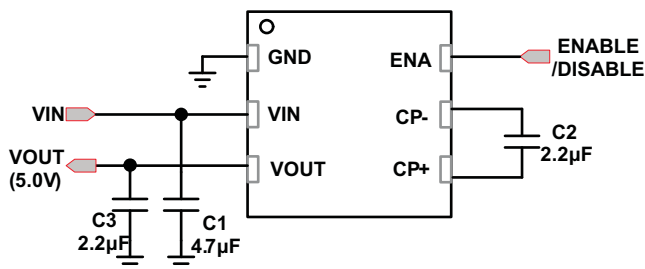 GND
ENA
ENABLE
/DISABLE
VIN
VIN
CP-
C2
2.2µF
VOUT
(5.0V)
VOUT
CP+
C3
2.2µF
C1
4.7µF